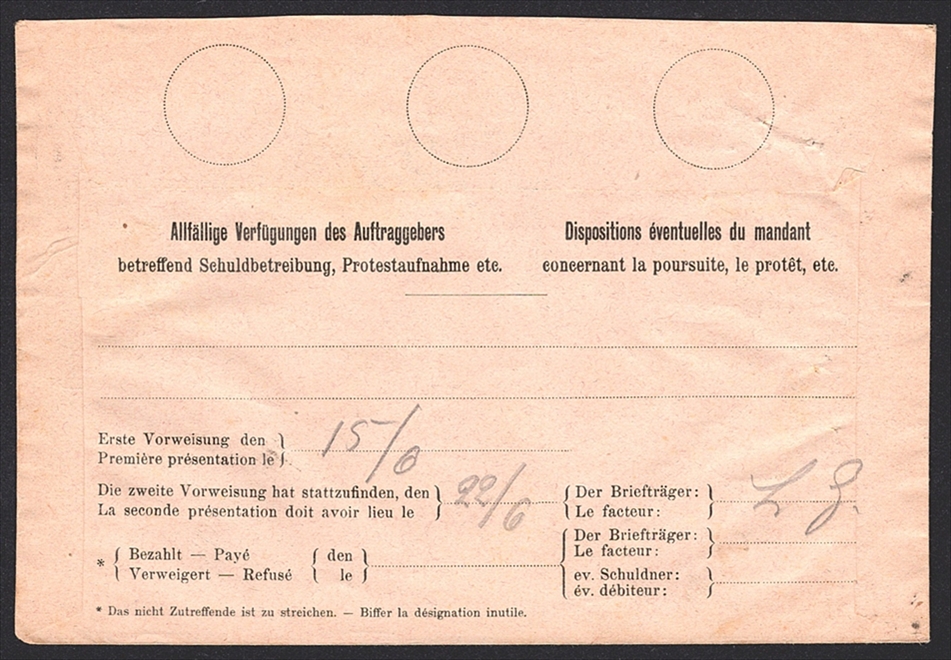 Allfällige Verfügungen des Auftraggebers
betreffend Schuldbetreibung, Protestaufnahme etc.
Dispositions éventuelles du mandant
concernant la poursuite, le protêt, etc.
Erste Vorweisung den } 15/6
Première présentation le }
Die zweite Vorweisung hat stattzufinden, den } 22/6 { Der Briefträger: }
La seconde présentation doit avoir lieu le } { Le facteur: }
{ Der Briefträger: }
{ Le facteur: }
* { Bezahlt — Payé { den }
{ Verweigert — Refusé { le }
ev. Schuldner: }
év. débiteur: }
* Das nicht Zutreffende ist zu streichen. — Biffer la désignation inutile.